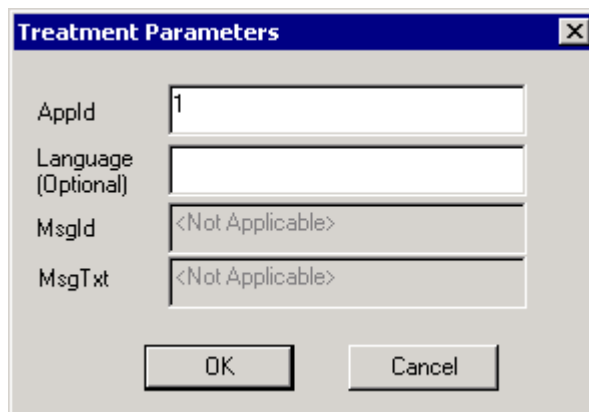 Treatment Parameters
AppId 1
Language
(Optional)
MsgId <Not Applicable>
MsgTxt <Not Applicable>
OK Cancel